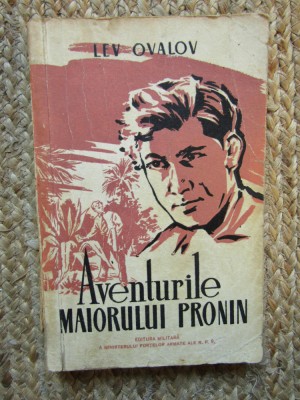 LEV OVALOV
Aventurile
MAIORULUI PRONIN
EDITURA MILITARĂ
A MINISTERULUI FORȚELOR ARMATE ALE R. P. R.